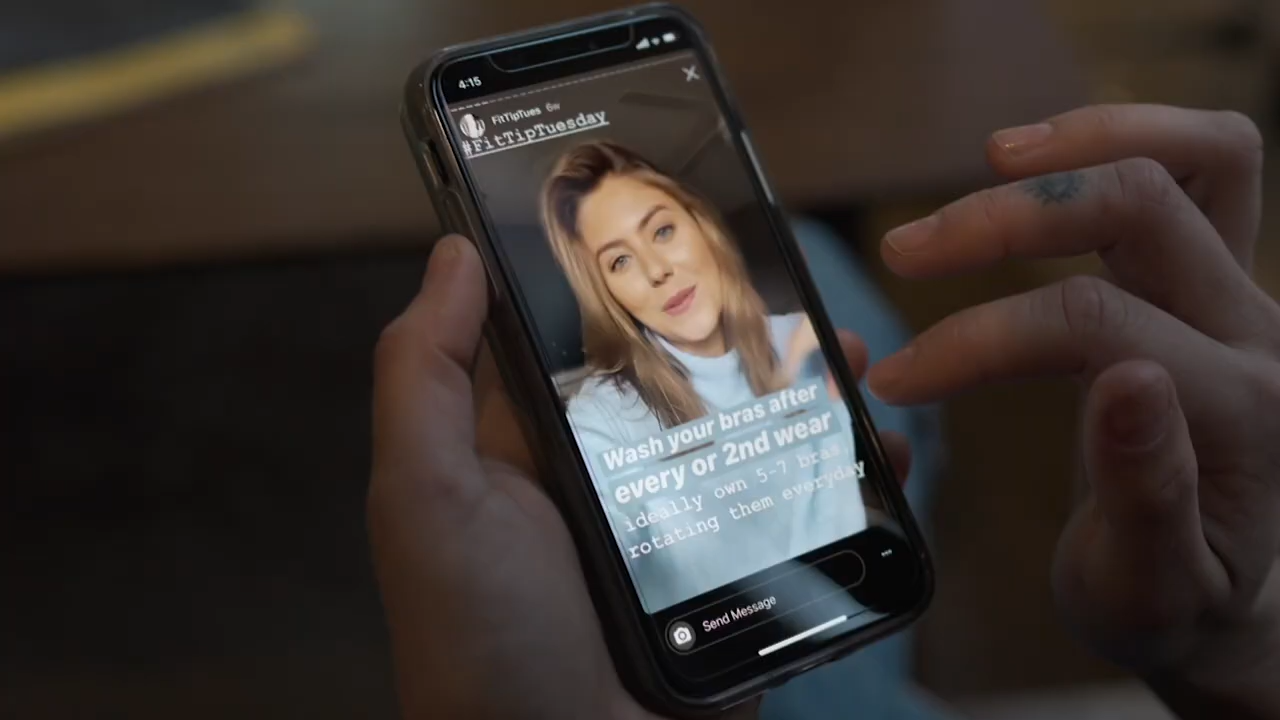 4:15
FitTipTues 6w
#FitTipTuesday
Wash your bras after
every or 2nd wear
ideally own 5-7 bras
rotating them everyday
Send Message